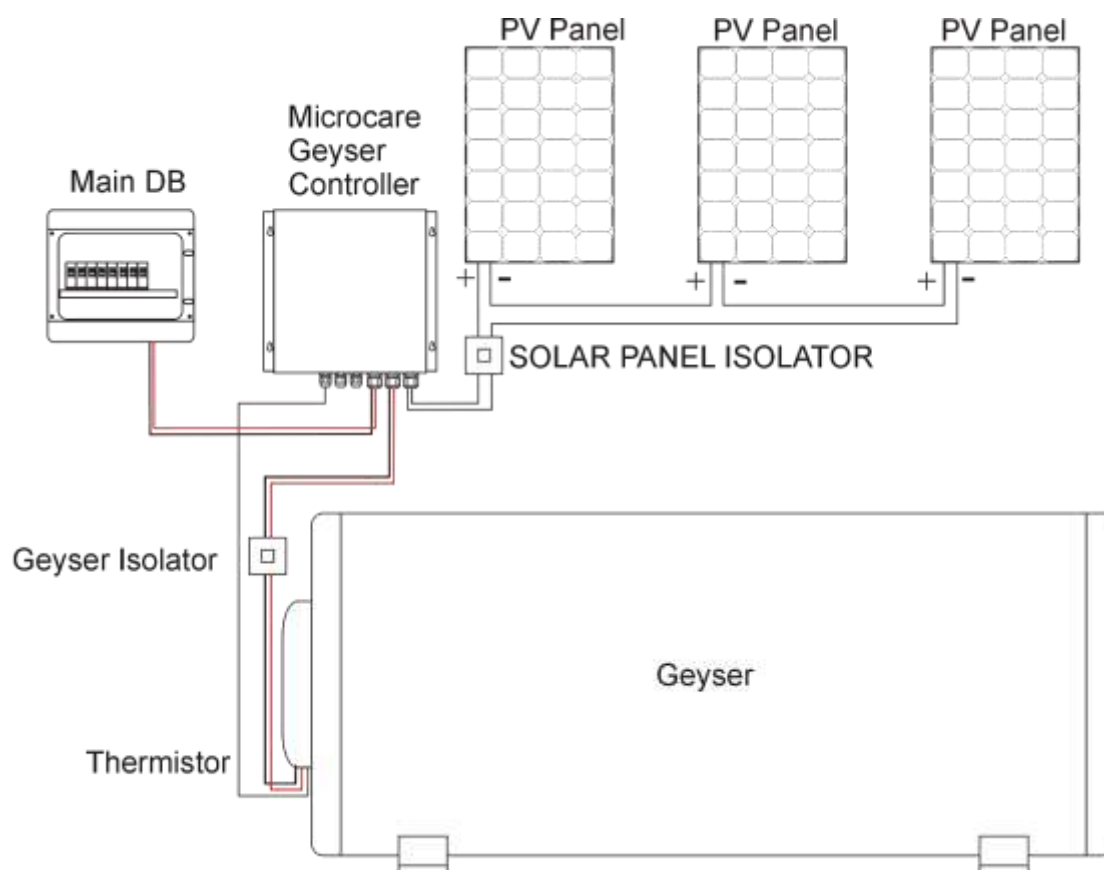 PV Panel
PV Panel
PV Panel
Microcare
Geyser
Controller
Main DB
+ -
+ -
+ -
SOLAR PANEL ISOLATOR
Geyser Isolator
Geyser
Thermistor